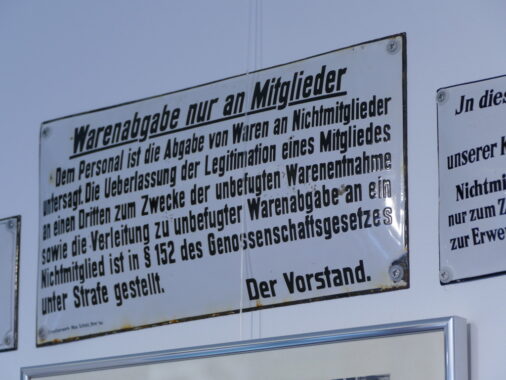 Warenabgabe nur an Mitglieder
Dem Personal ist die Abgabe von Waren an Nichtmitglieder
untersagt. Die Ueberlassung der Legitimation eines Mitgliedes
an einen Dritten zum Zwecke der unbefugten Warenentnahme
sowie die Verleitung zu unbefugter Warenabgabe an ein
Nichtmitglied ist in § 152 des Genossenschaftsgesetzes
unter Strafe gestellt.
Der Vorstand.
Jn dies
unserer K
Nichtmi
nur zum Z
zur Erwe